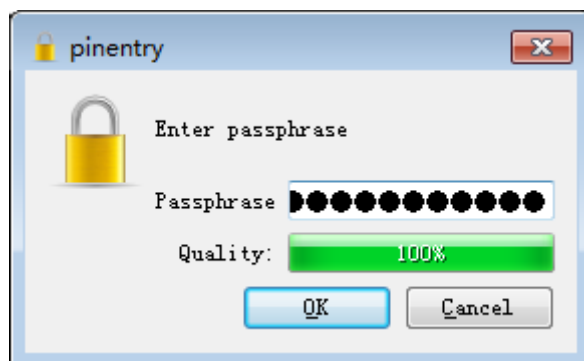 pinentry
Enter passphrase
Passphrase ●●●●●●●●●●●
Quality: 100%
OK Cancel